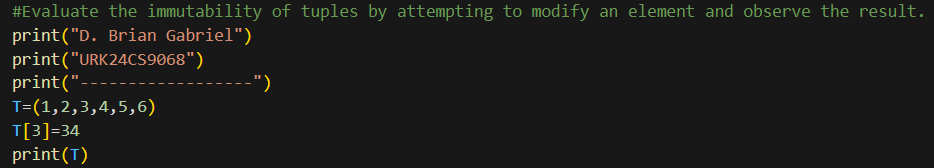 #Evaluate the immutability of tuples by attempting to modify an element and observe the result.
print("D. Brian Gabriel")
print("URK24CS9068")
print("------------------")
T=(1,2,3,4,5,6)
T[3]=34
print(T)